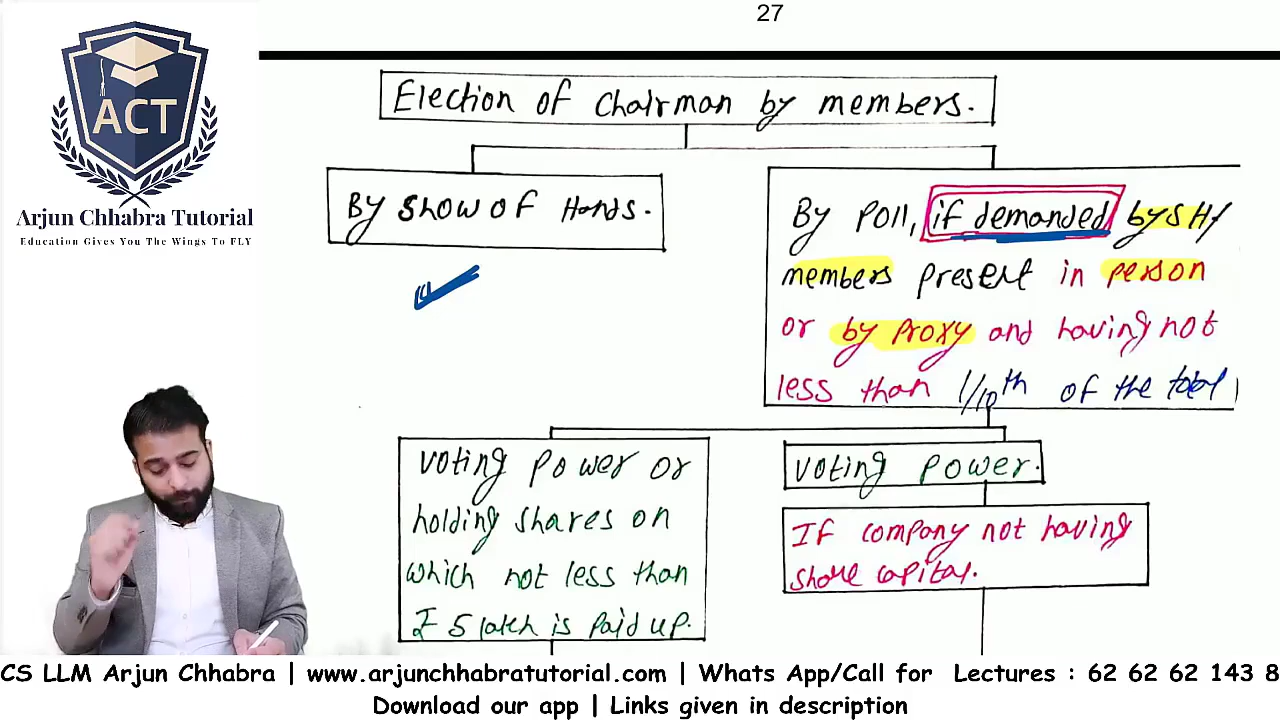 27
ACT
Arjun Chhabra Tutorial
Education Gives You The Wings To FLY
Election of Chairman by members.
By Show of Hands.
By Poll, if demanded by SH/
members present in person
or by Proxy and having not
less than 1/10th of the total
Voting Power or
holding shares on
which not less than
₹ 5 lakh is Paid up.
Voting Power.
If company not having
share capital.
CS LLM Arjun Chhabra | www.arjunchhabratutorial.com | Whats App/Call for Lectures : 62 62 62 143 8
Download our app | Links given in description